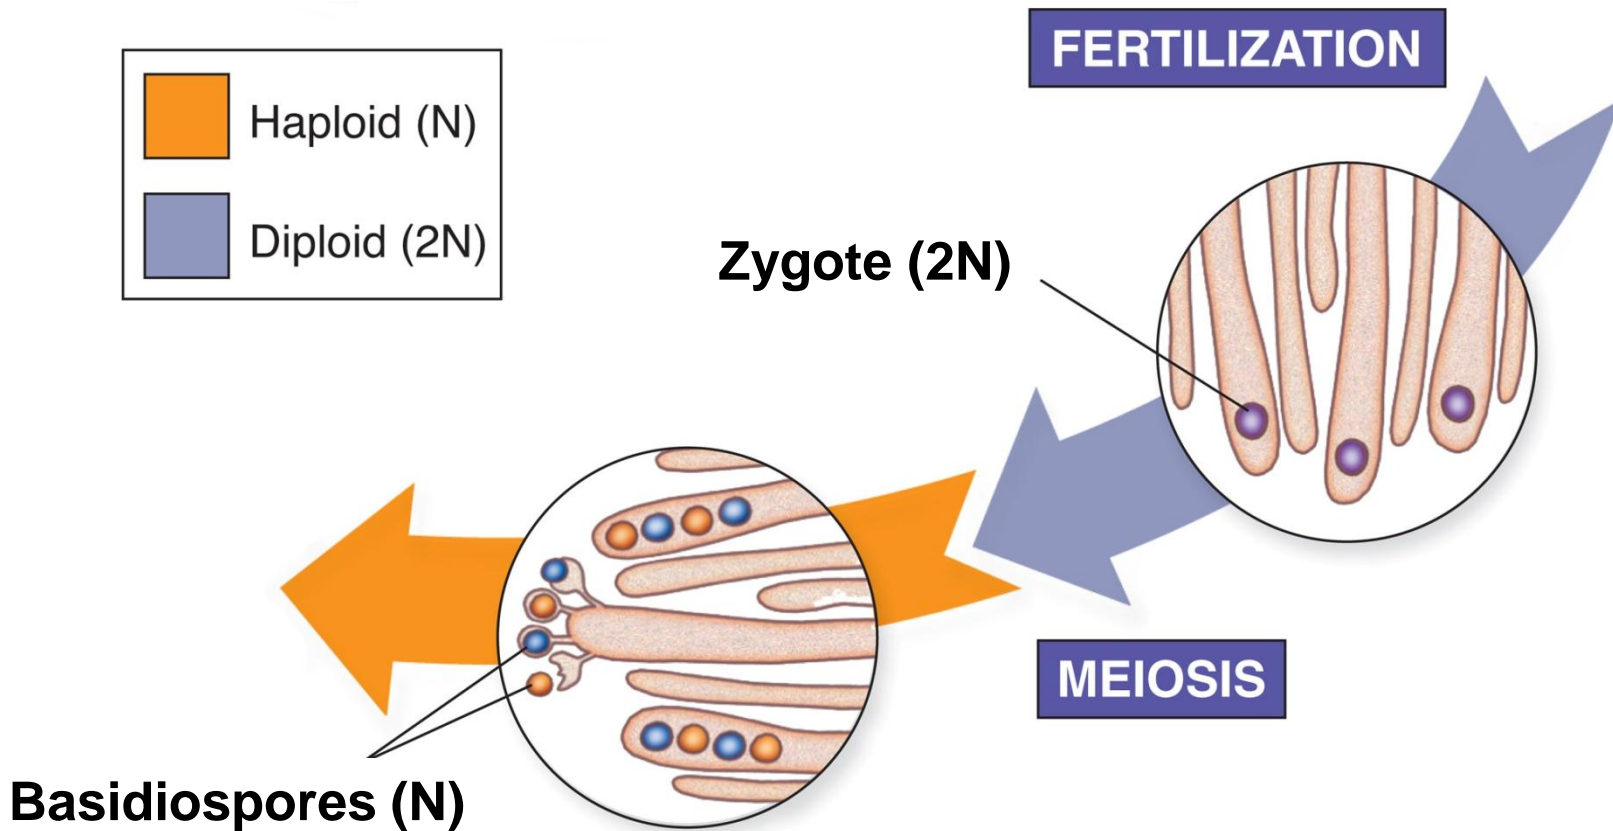 FERTILIZATION
Haploid (N)
Diploid (2N)
Zygote (2N)
MEIOSIS
Basidiospores (N)